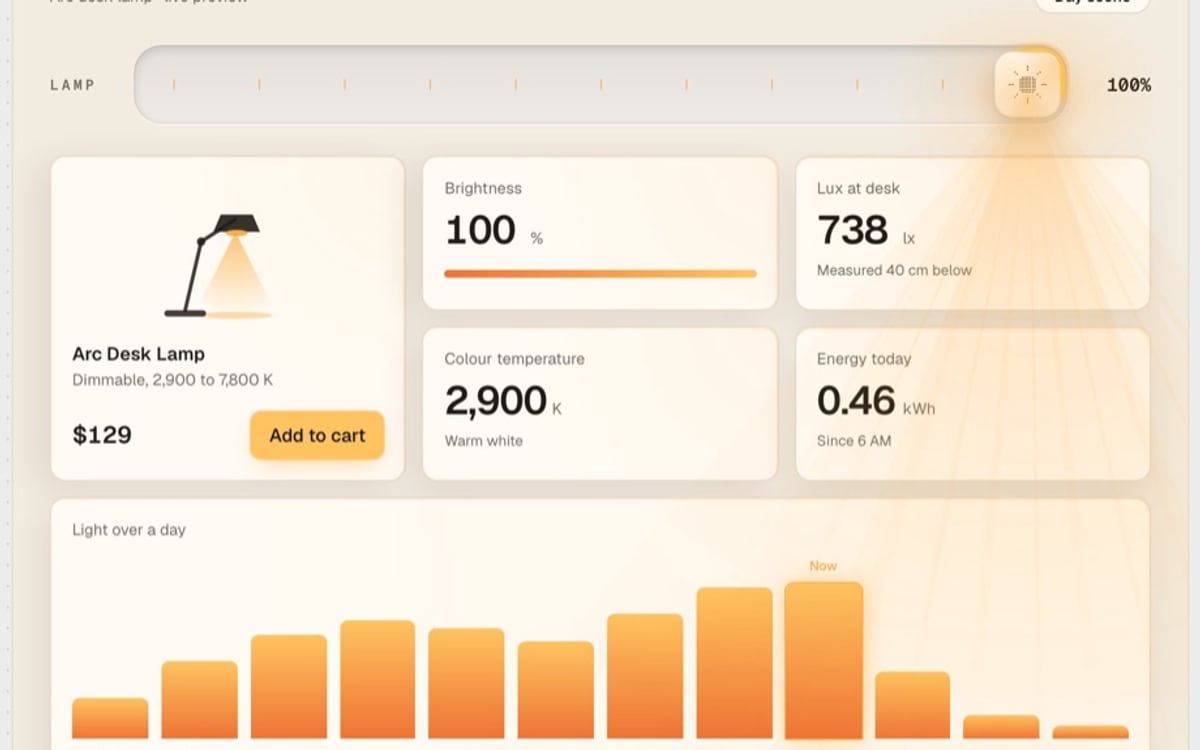 LAMP
100%
Brightness
100 %
Lux at desk
738 lx
Measured 40 cm below
Arc Desk Lamp
Dimmable, 2,900 to 7,800 K
$129
Add to cart
Colour temperature
2,900 K
Warm white
Energy today
0.46 kWh
Since 6 AM
Light over a day
Now